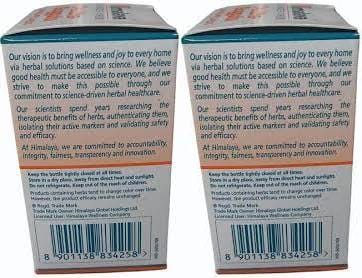 Our vision is to bring wellness and joy to every home
via herbal solutions based on science. We believe
good health must be accessible to everyone, and we
strive to make this possible through our
commitment to science-driven herbal healthcare.
Our scientists spend years researching the
therapeutic benefits of herbs, authenticating them,
isolating their active markers and validating safety
and efficacy.
At Himalaya, we are committed to accountability,
integrity, fairness, transparency and innovation.
Keep the bottle tightly closed at all times.
Store in a dry place, away from direct heat and sunlight.
Do not refrigerate. Keep out of the reach of children.
Products containing herbs tend to change color over time.
However, the product's efficacy remains unchanged.
® Regd. Trade Mark
Trade Mark Owner: Himalaya Global Holdings Ltd.
Licensed User: Himalaya Wellness Company
8 901138 834258
Our vision is to bring wellness and joy to every home
via herbal solutions based on science. We believe
good health must be accessible to everyone, and we
strive to make this possible through our
commitment to science-driven herbal healthcare.
Our scientists spend years researching the
therapeutic benefits of herbs, authenticating them,
isolating their active markers and validating safety
and efficacy.
At Himalaya, we are committed to accountability,
integrity, fairness, transparency and innovation.
Keep the bottle tightly closed at all times.
Store in a dry place, away from direct heat and sunlight.
Do not refrigerate. Keep out of the reach of children.
Products containing herbs tend to change color over time.
However, the product's efficacy remains unchanged.
® Regd. Trade Mark
Trade Mark Owner: Himalaya Global Holdings Ltd.
Licensed User: Himalaya Wellness Company
8 901138 834258